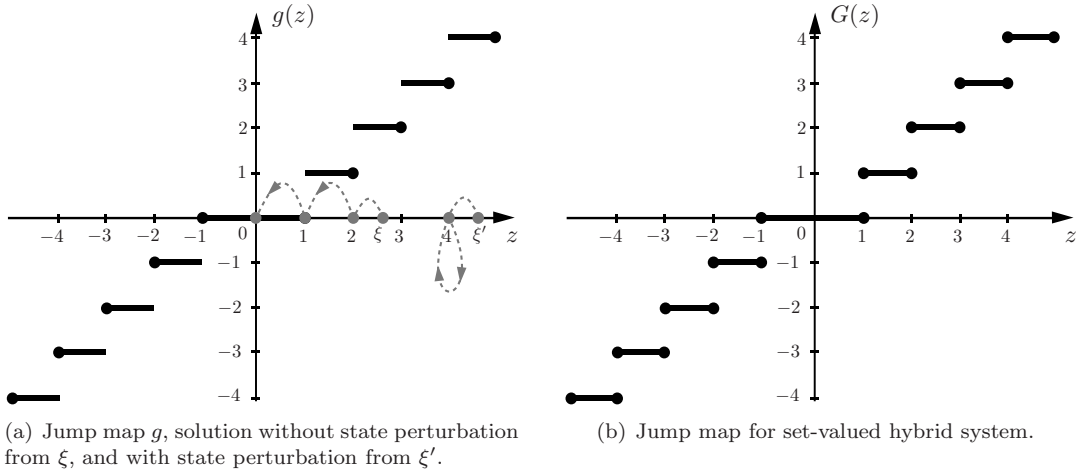 g(z)
4
3
2
1
−4 −3 −2 −1 0 1 2 ξ 3 4 ξ′ z
−1
−2
−3
−4
(a) Jump map g, solution without state perturbation
from ξ, and with state perturbation from ξ′.
G(z)
4
3
2
1
−4 −3 −2 −1 0 1 2 3 4 z
−1
−2
−3
−4
(b) Jump map for set-valued hybrid system.